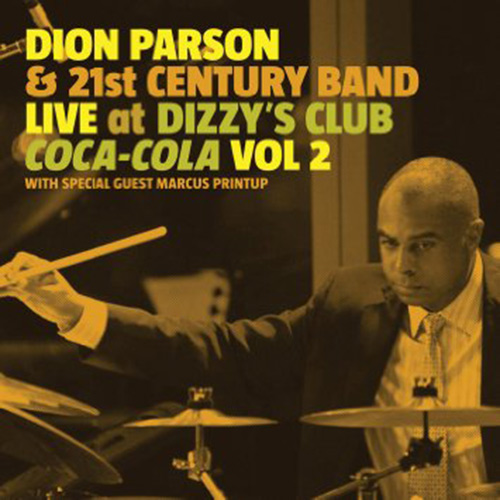 DION PARSON
& 21st CENTURY BAND
LIVE at DIZZY'S CLUB
COCA-COLA VOL 2
WITH SPECIAL GUEST MARCUS PRINTUP